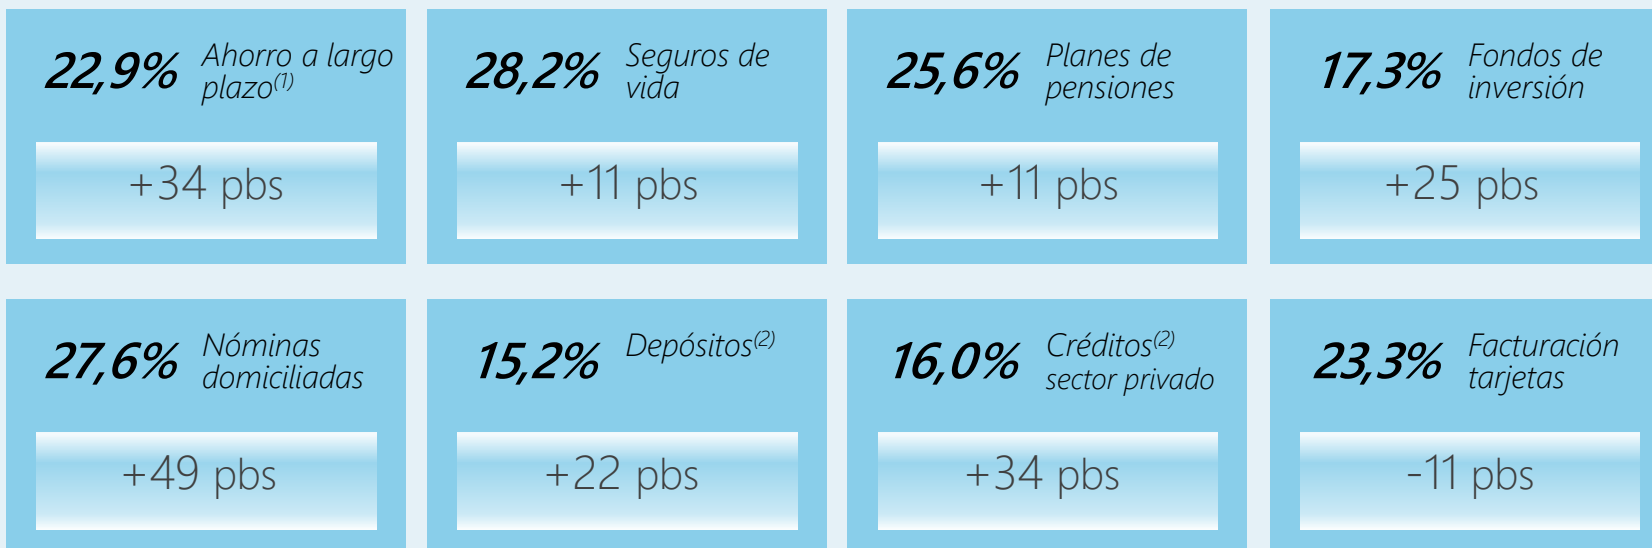 22,9% Ahorro a largo
plazo(1)
+34 pbs
28,2% Seguros de
vida
+11 pbs
25,6% Planes de
pensiones
+11 pbs
17,3% Fondos de
inversión
+25 pbs
27,6% Nóminas
domiciliadas
+49 pbs
15,2% Depósitos(2)
+22 pbs
16,0% Créditos(2)
sector privado
+34 pbs
23,3% Facturación
tarjetas
-11 pbs